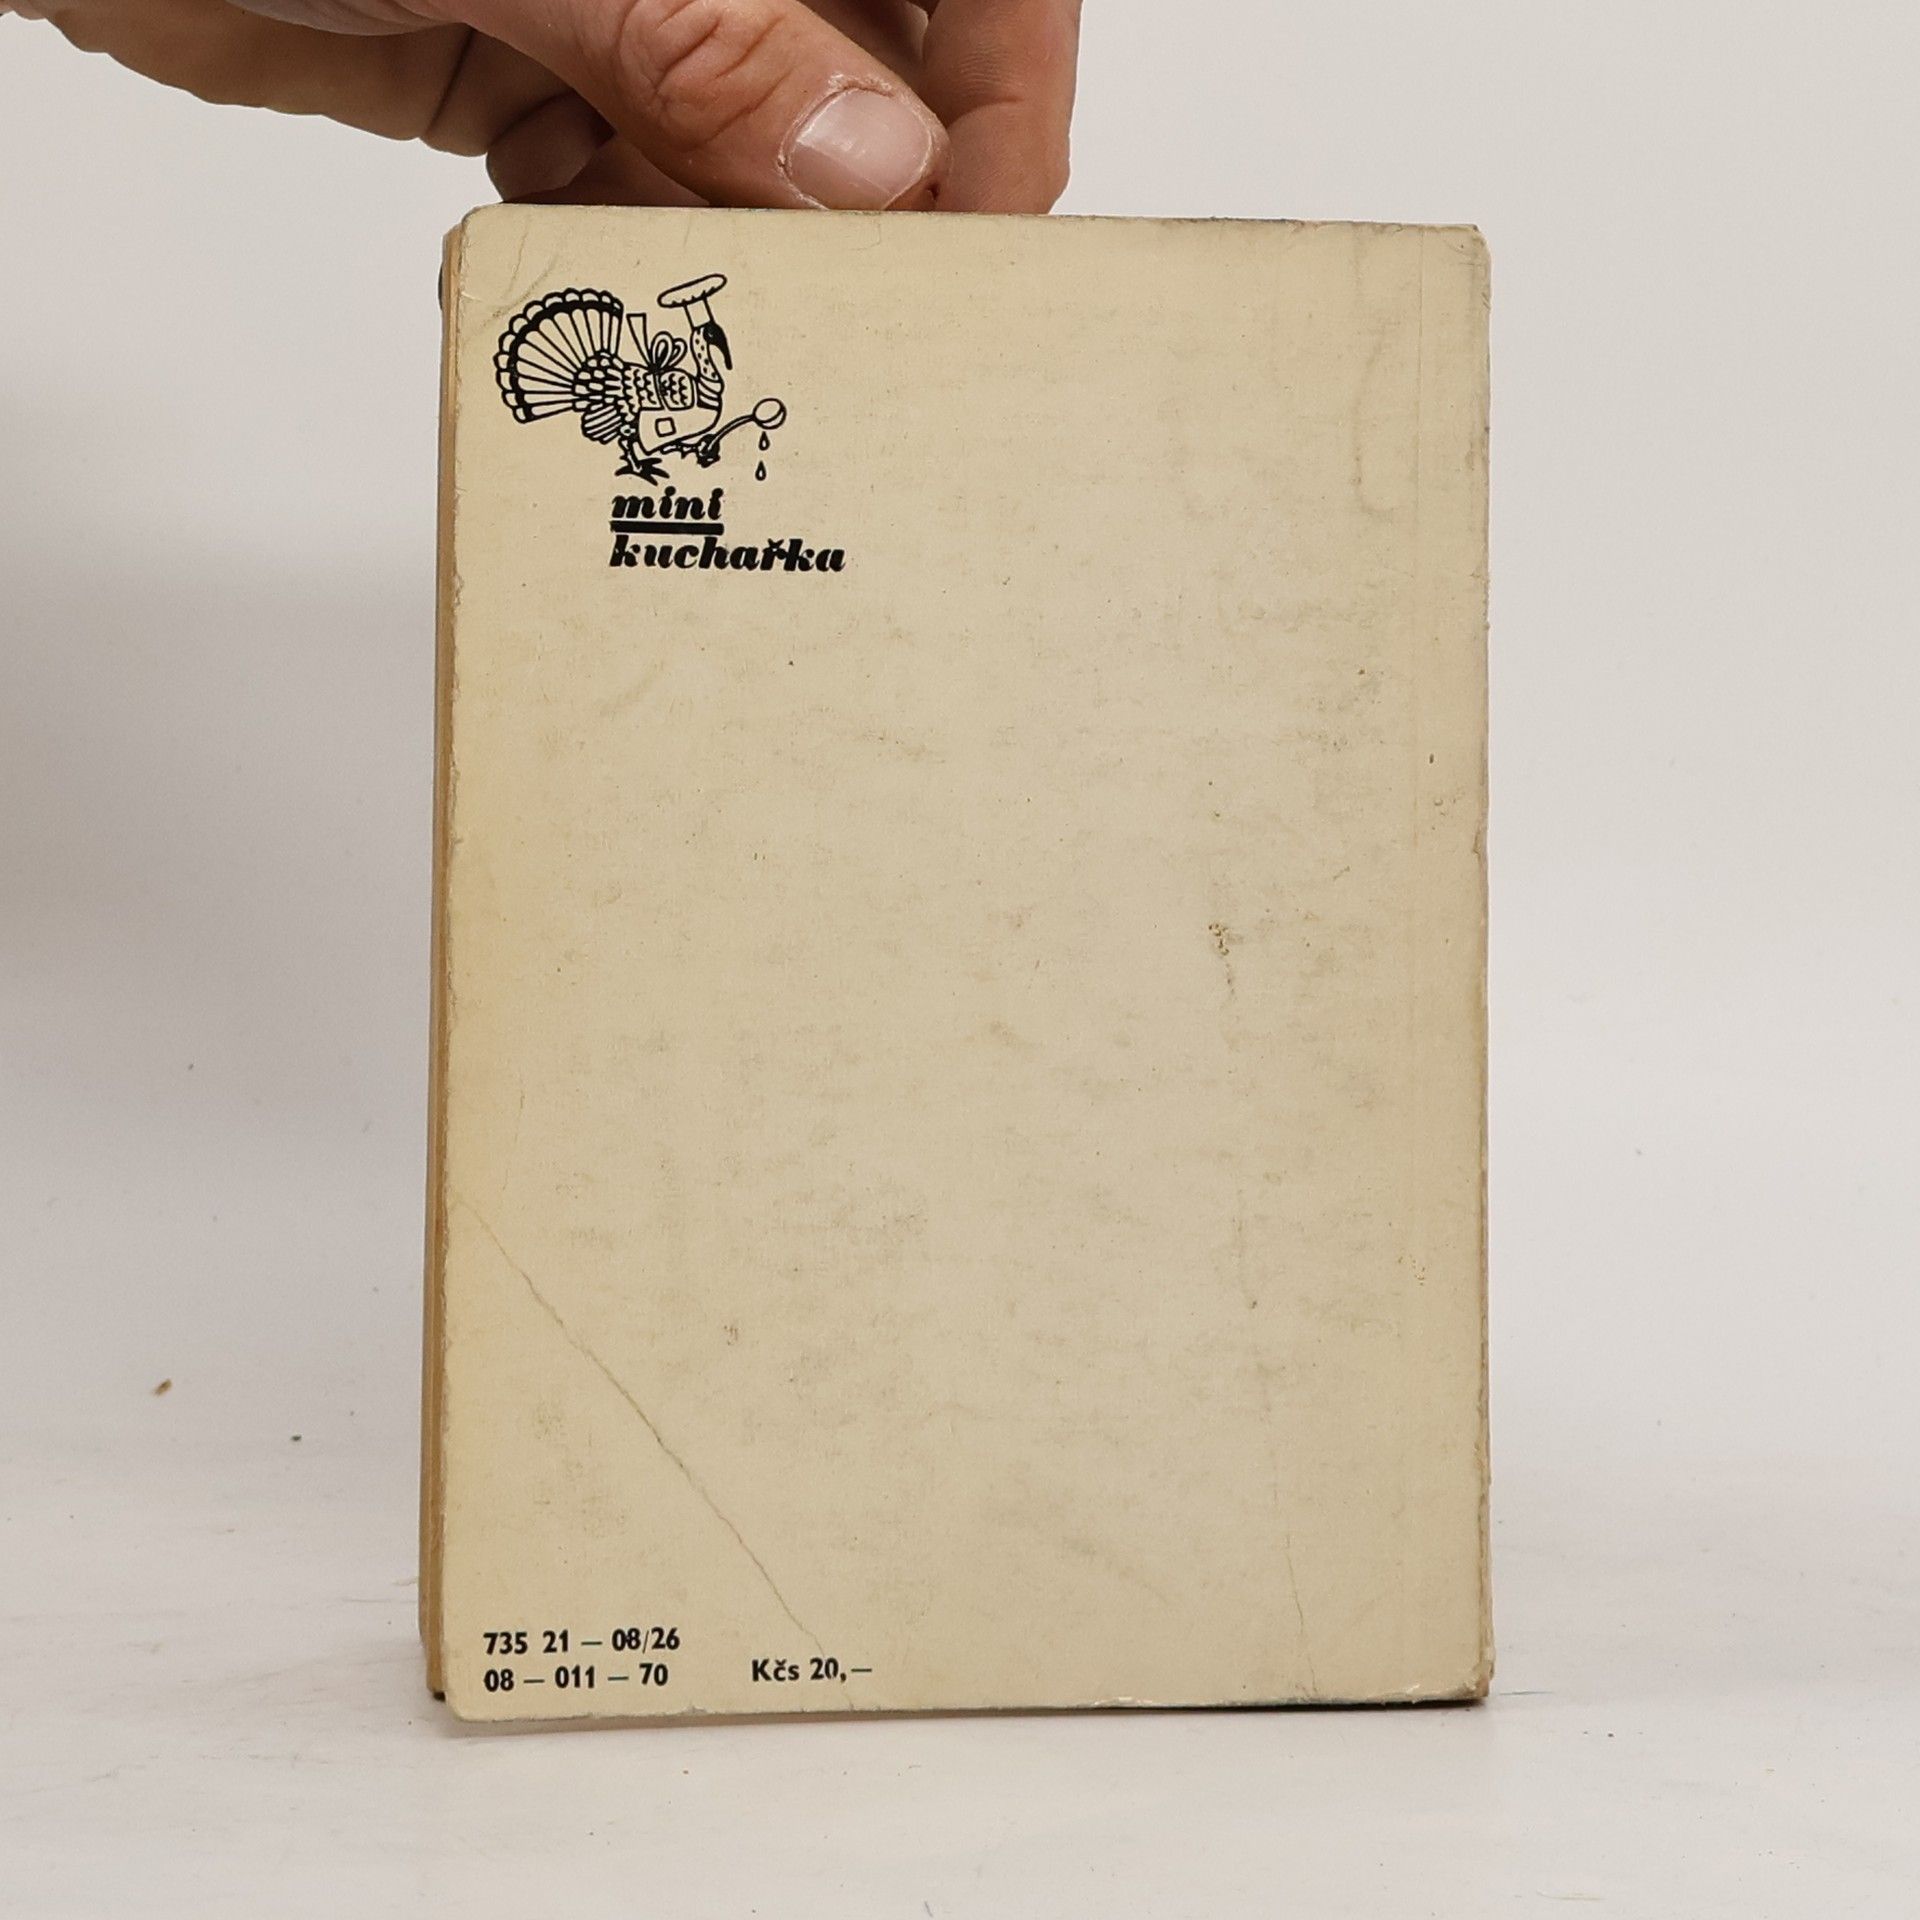 mini
kuchařka
735 21 — 08/26
08 — 011 — 70 Kčs 20,—